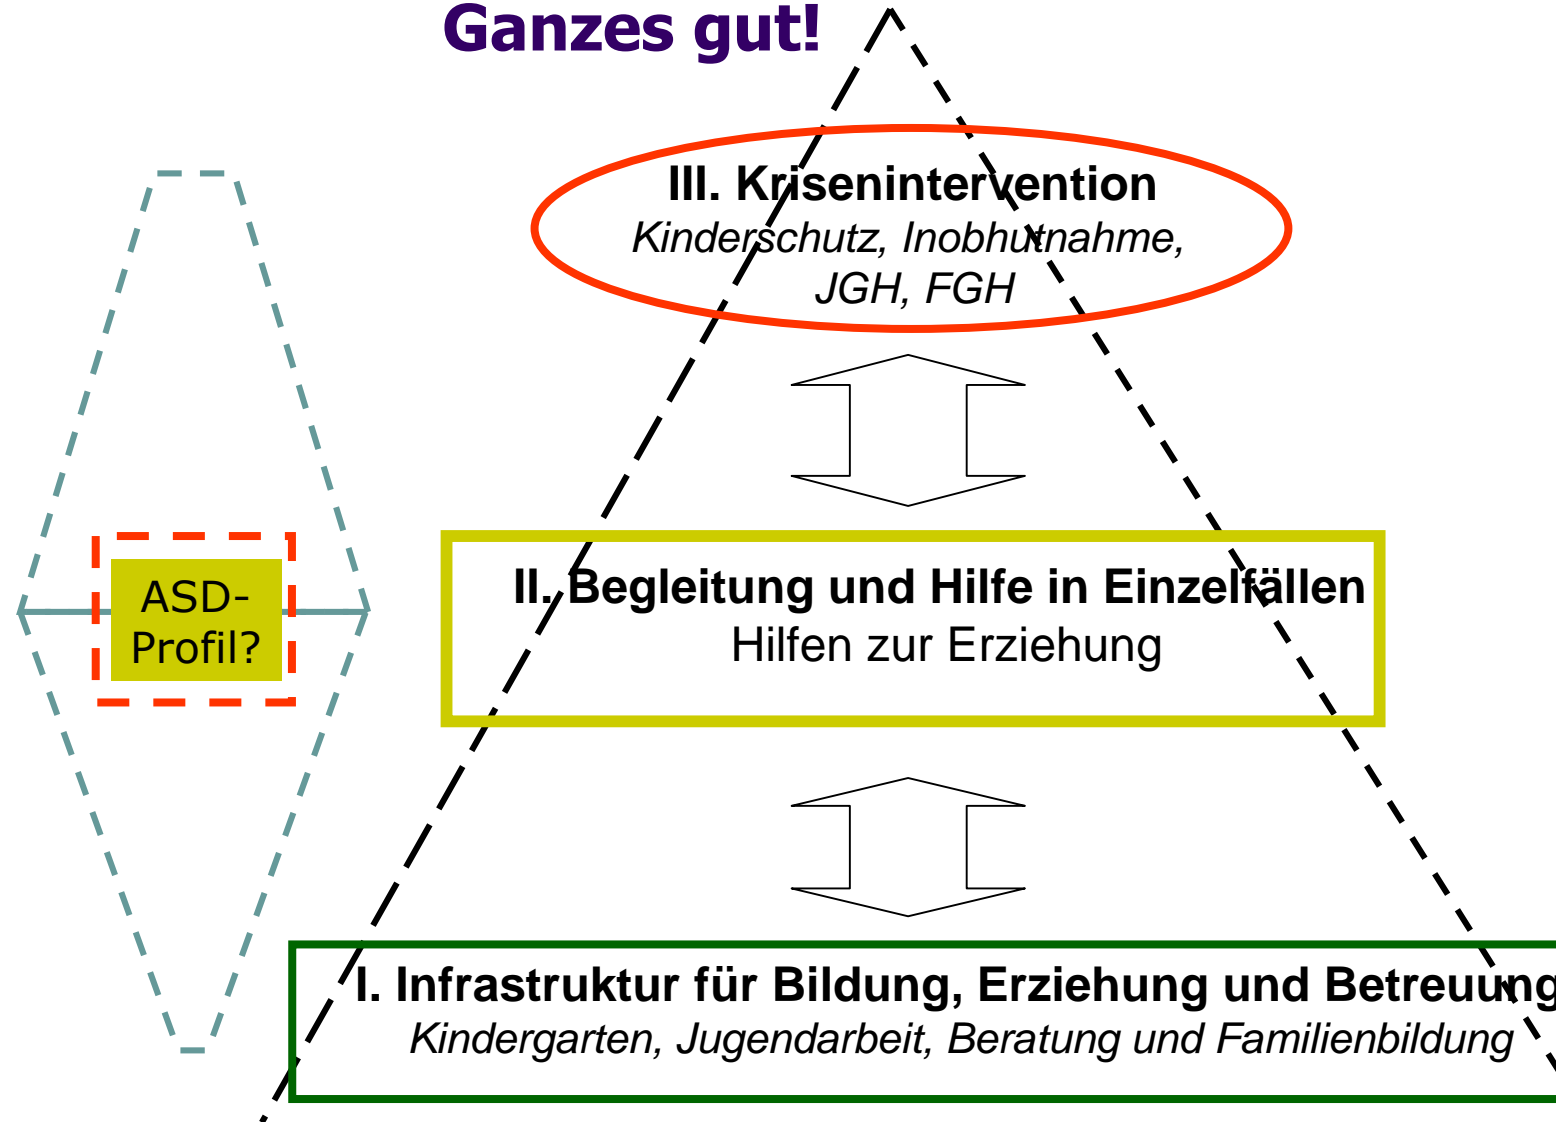 Ganzes gut!
III. Krisenintervention
Kinderschutz, Inobhutnahme,
JGH, FGH
ASD-
Profil?
II. Begleitung und Hilfe in Einzelfällen
Hilfen zur Erziehung
I. Infrastruktur für Bildung, Erziehung und Betreuung
Kindergarten, Jugendarbeit, Beratung und Familienbildung